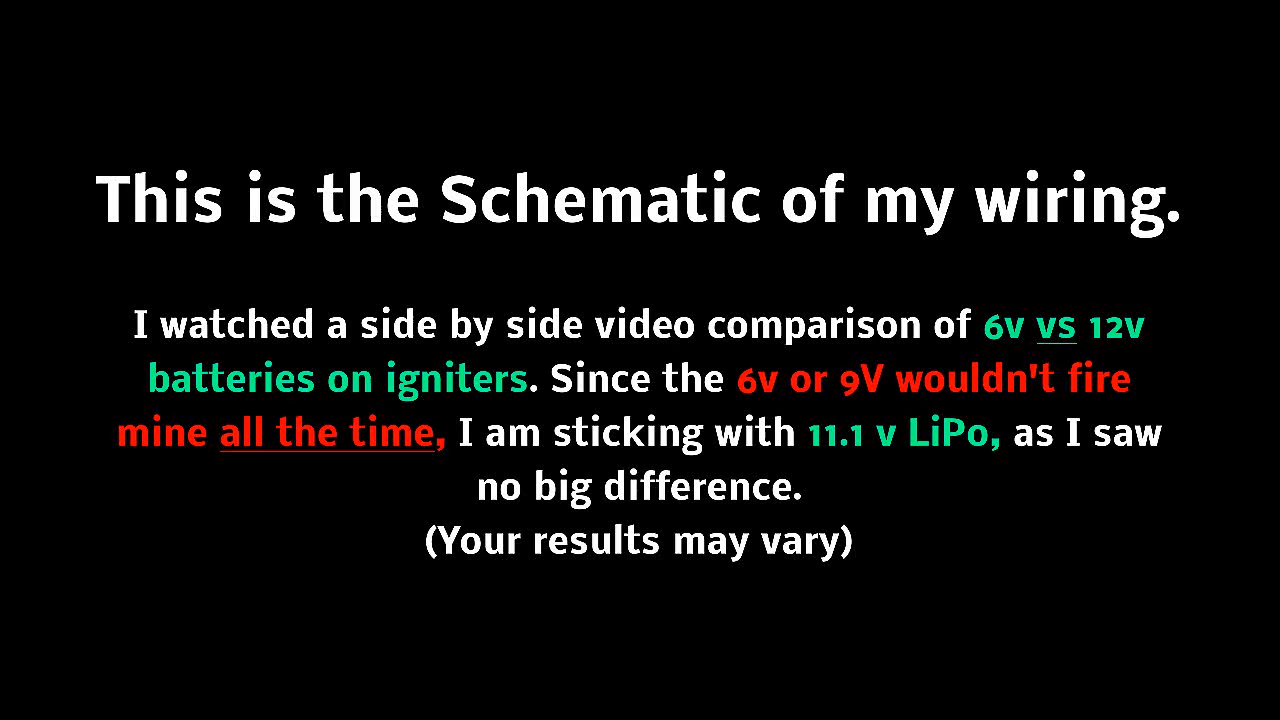 This is the Schematic of my wiring.
I watched a side by side video comparison of 6v vs 12v
batteries on igniters. Since the 6v or 9V wouldn't fire
mine all the time, I am sticking with 11.1 v LiPo, as I saw
no big difference.
(Your results may vary)